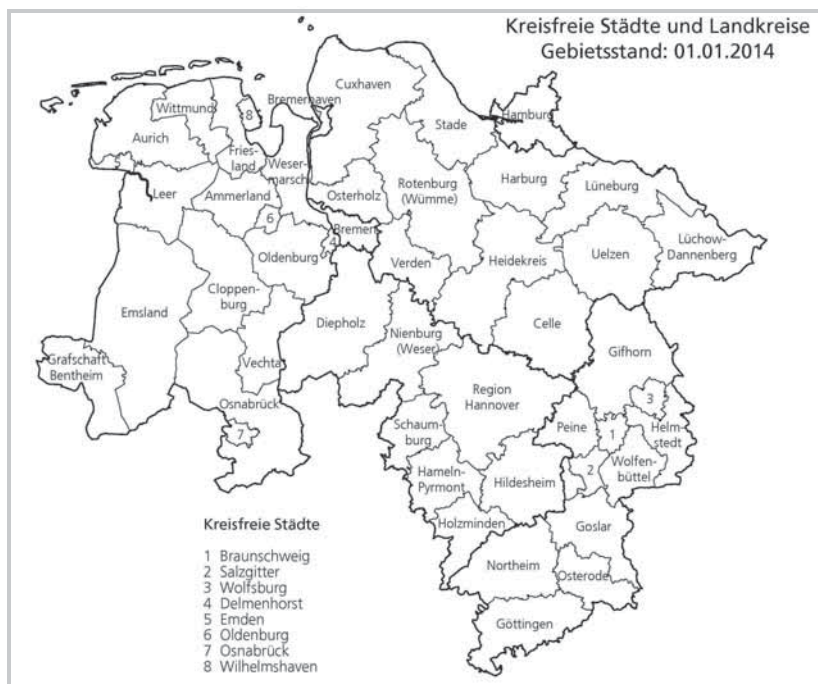 Kreisfreie Städte und Landkreise
Gebietsstand: 01.01.2014
Cuxhaven
Bremerhaven
Wittmund
8
Hamburg
Stade
Aurich
Fries-
land
Weser-
marsch
Harburg
Lüneburg
Leer
Ammerland
Osterholz
Rotenburg
(Wümme)
6
4
Bremen
Oldenburg
Verden
Heidekreis
Uelzen
Lüchow-
Dannenberg
Cloppen-
burg
Emsland
Diepholz
Nienburg
(Weser)
Celle
Gifhorn
Grafschaft
Bentheim
Vechta
Region
Hannover
Osnabrück
3
Peine
1
Helm-
stedt
7
Schaum-
burg
Wolfen-
büttel
2
Hameln-
Pyrmont
Hildesheim
Holzminden
Goslar
Northeim
Osterode
Göttingen
Kreisfreie Städte
1 Braunschweig
2 Salzgitter
3 Wolfsburg
4 Delmenhorst
5 Emden
6 Oldenburg
7 Osnabrück
8 Wilhelmshaven